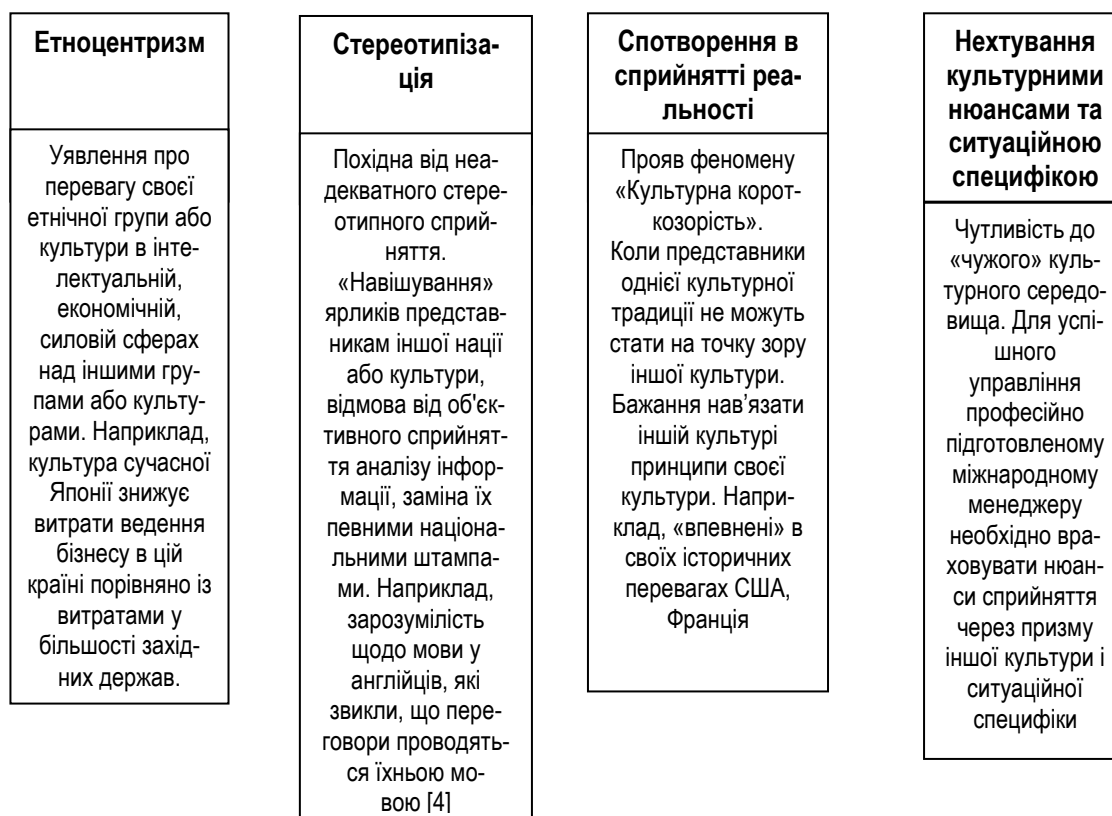 Етноцентризм
Уявлення про
перевагу своєї
етнічної групи або
культури в інте-
лектуальній,
економічній,
силовій сферах
над іншими гру-
пами або культу-
рами. Наприклад,
культура сучасної
Японії знижує
витрати ведення
бізнесу в цій
країні порівняно із
витратами у
більшості захід-
них держав.
Стереотипіза-
ція
Похідна від неа-
декватного стере-
отипного сприй-
няття.
«Навішування»
ярликів представ-
никам іншої нації
або культури,
відмова від об'єк-
тивного сприйнят-
тя аналізу інфор-
мації, заміна їх
певними націона-
льними штампа-
ми. Наприклад,
зарозумілість
щодо мови у
англійців, які
звикли, що пере-
говори проводять-
ся їхньою мо-
вою [4]
Спотворення в
сприйнятті реа-
льності
Прояв феномену
«Культурна корот-
козорість».
Коли представники
однієї культурної
традиції не можуть
стати на точку зору
іншої культури.
Бажання нав’язати
іншій культурі
принципи своєї
культури. Напри-
клад, «впевнені» в
своїх історичних
перевагах США,
Франція
Нехтування
культурними
нюансами та
ситуаційною
специфікою
Чутливість до
«чужого» куль-
турного середо-
вища. Для успі-
шного
управління
професійно
підготовленому
міжнародному
менеджеру
необхідно вра-
ховувати нюан-
си сприйняття
через призму
іншої культури і
ситуаційної
специфіки